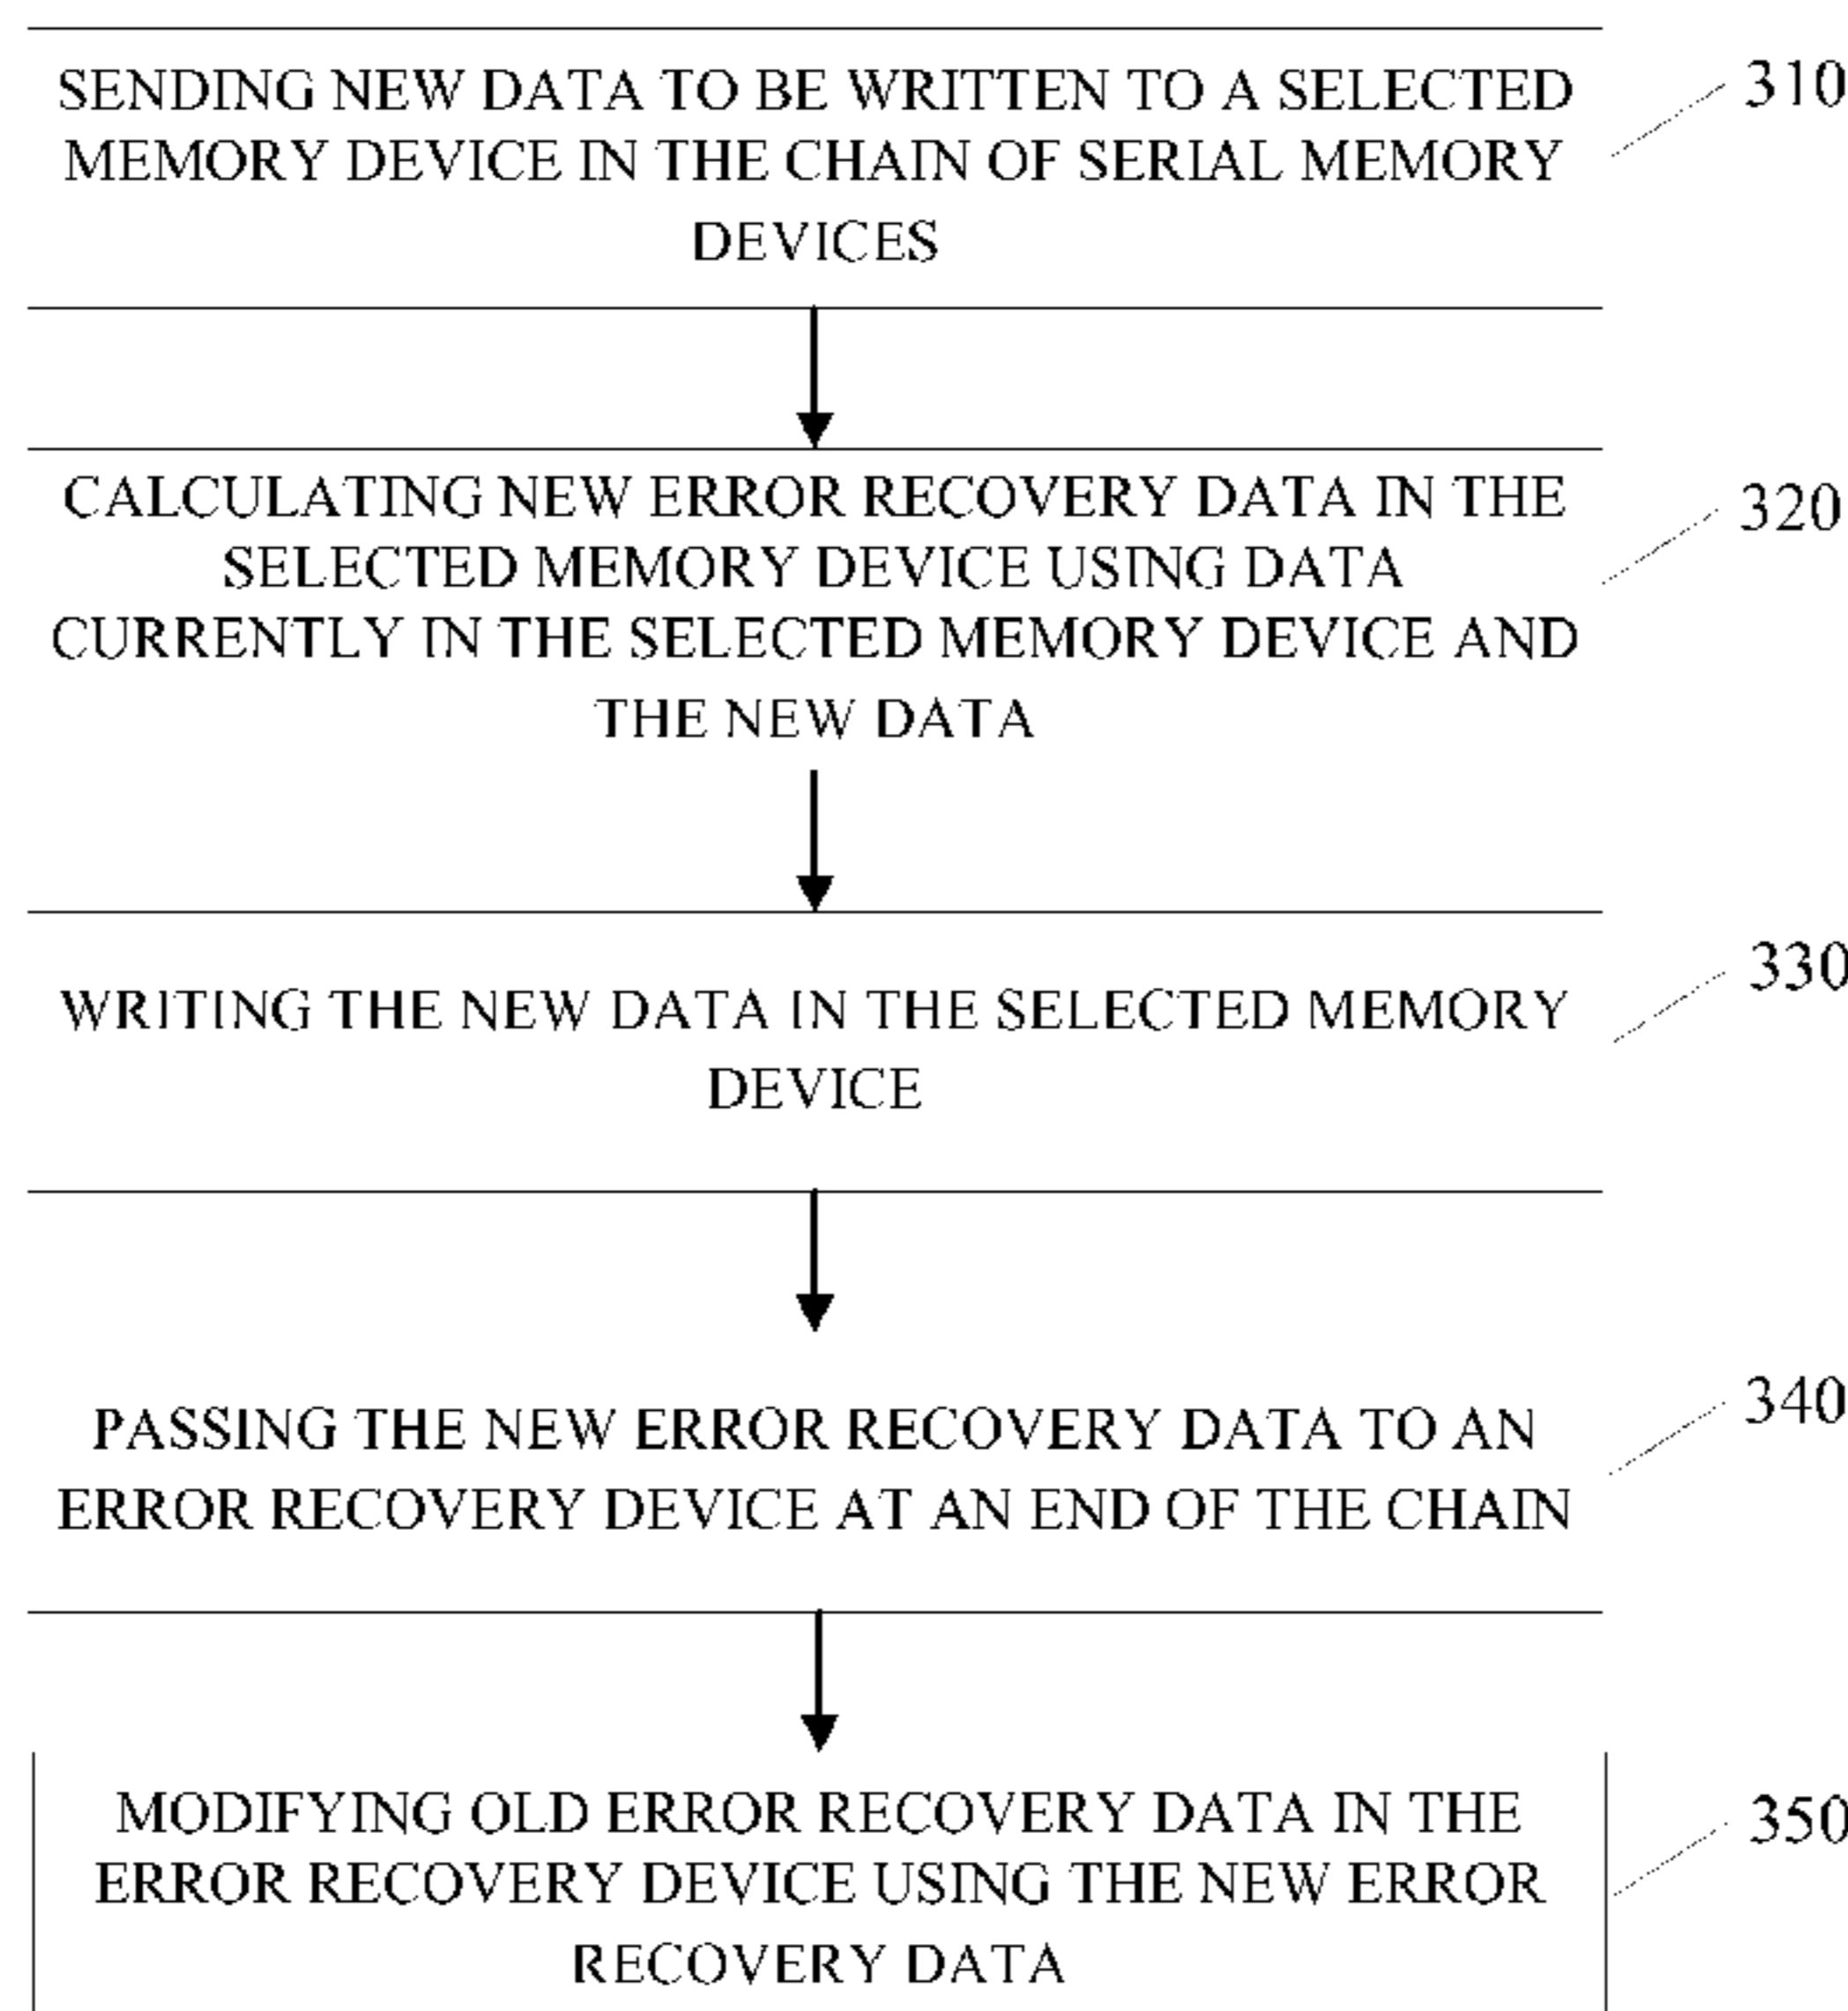 SENDING NEW DATA TO BE WRITTEN TO A SELECTED
310
MEMORY DEVICE IN THE CHAIN OF SERIAL MEMORY
DEVICES
CALCULATING NEW ERROR RECOVERY DATA IN THE
320
SELECTED MEMORY DEVICE USING DATA
CURRENTLY IN THE SELECTED MEMORY DEVICE AND
THE NEW DATA
330
WRITING THE NEW DATA IN THE SELECTED MEMORY
DEVICE
340
PASSING THE NEW ERROR RECOVERY DATA TO AN
ERROR RECOVERY DEVICE AT AN END OF THE CHAIN
MODIFYING OLD ERROR RECOVERY DATA IN THE
350
ERROR RECOVERY DEVICE USING THE NEW ERROR
RECOVERY DATA